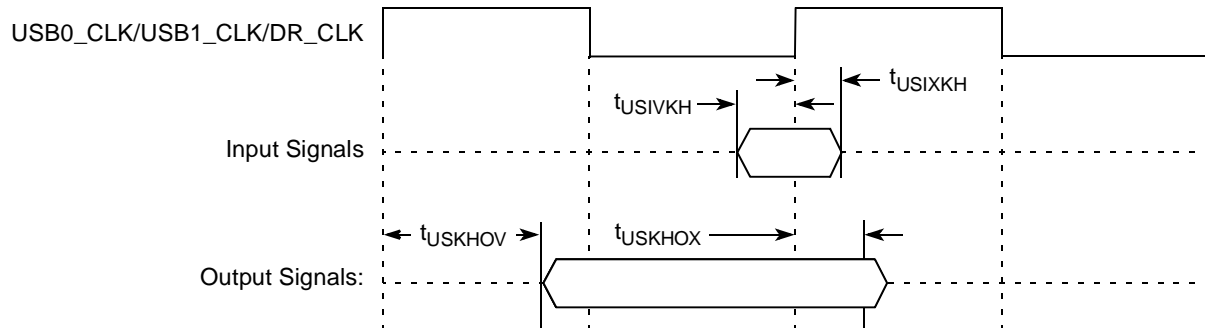 USB0_CLK/USB1_CLK/DR_CLK
tUSIXKH
tUSIVKH
Input Signals
tUSKHOV
tUSKHOX
Output Signals: